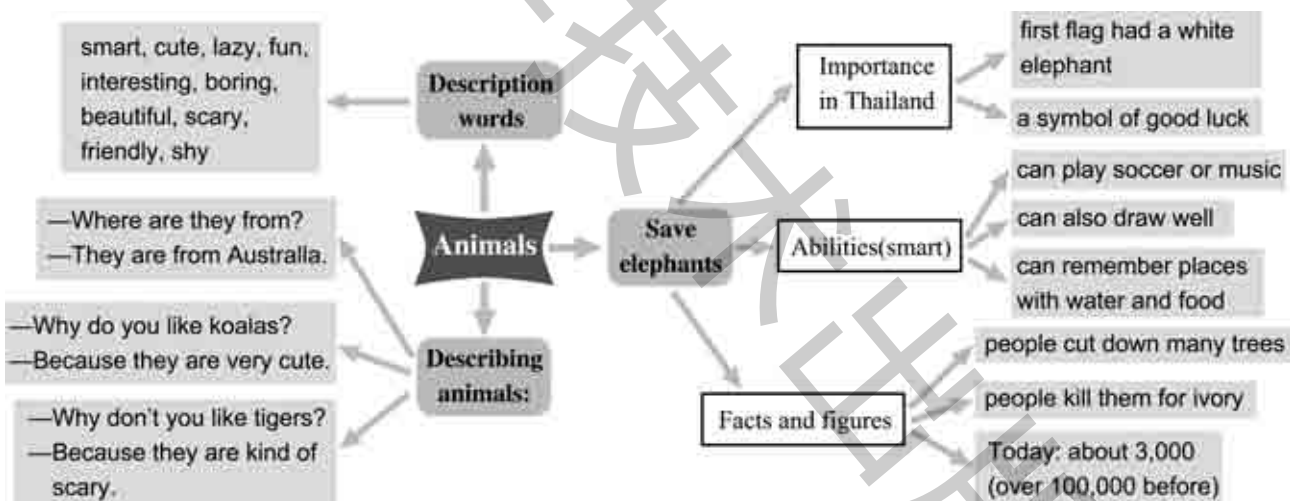 smart, cute, lazy, fun,
interesting, boring,
beautiful, scary,
friendly, shy
Description
words
—Where are they from?
—They are from Australia.
—Why do you like koalas?
—Because they are very cute.
—Why don't you like tigers?
—Because they are kind of
scary.
Describing
animals:
Animals
Save
elephants
Importance
in Thailand
first flag had a white
elephant
a symbol of good luck
Abilities(smart)
can play soccer or music
can also draw well
can remember places
with water and food
Facts and figures
people cut down many trees
people kill them for ivory
Today: about 3,000
(over 100,000 before)
技术出